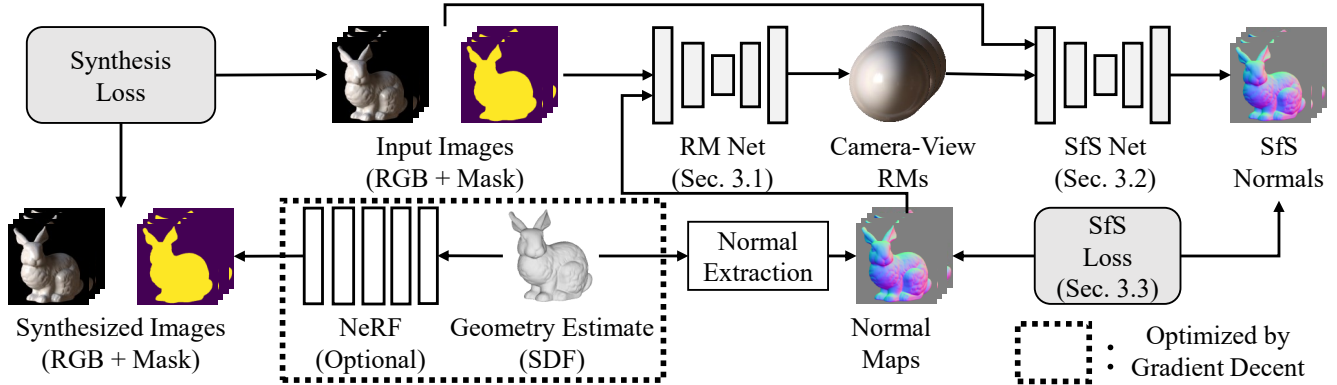 Synthesis
Loss
Input Images
(RGB + Mask)
RM Net
(Sec. 3.1)
Camera-View
RMs
SfS Net
(Sec. 3.2)
SfS
Normals
Synthesized Images
(RGB + Mask)
NeRF
(Optional)
Geometry Estimate
(SDF)
Normal
Extraction
Normal
Maps
SfS
Loss
(Sec. 3.3)
: Optimized by
Gradient Decent